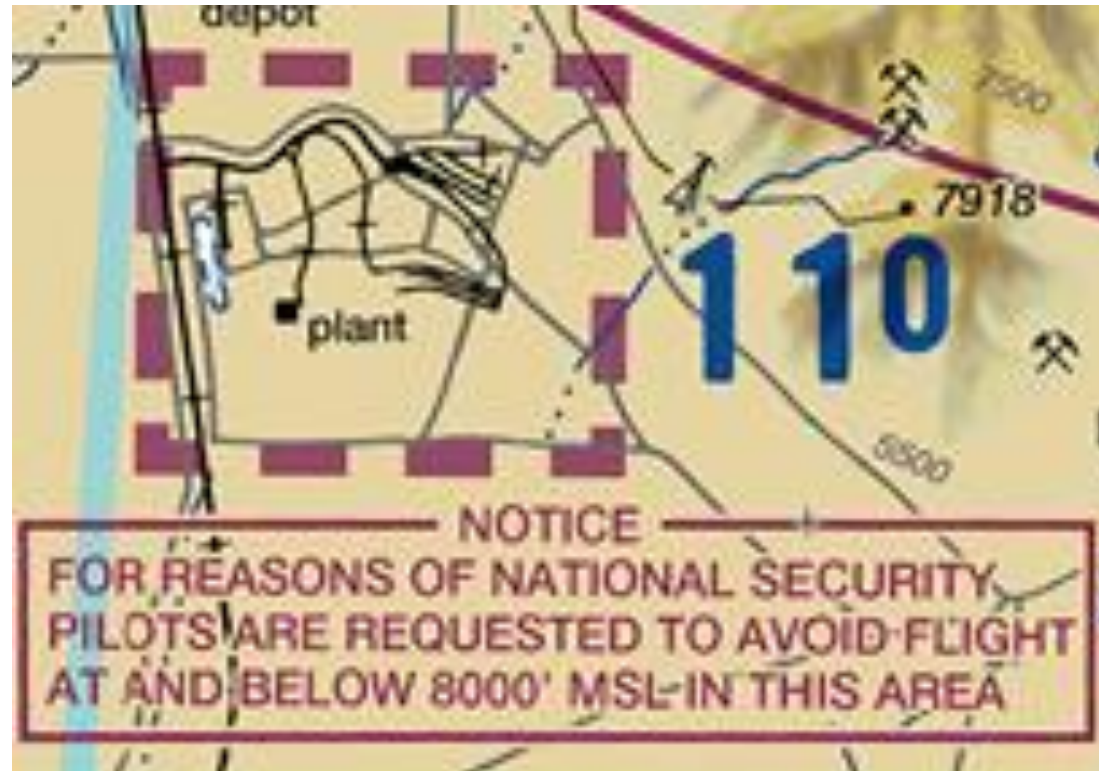 depot
7500
7918
110
plant
5500
NOTICE
FOR REASONS OF NATIONAL SECURITY
PILOTS ARE REQUESTED TO AVOID FLIGHT
AT AND BELOW 8000' MSL IN THIS AREA